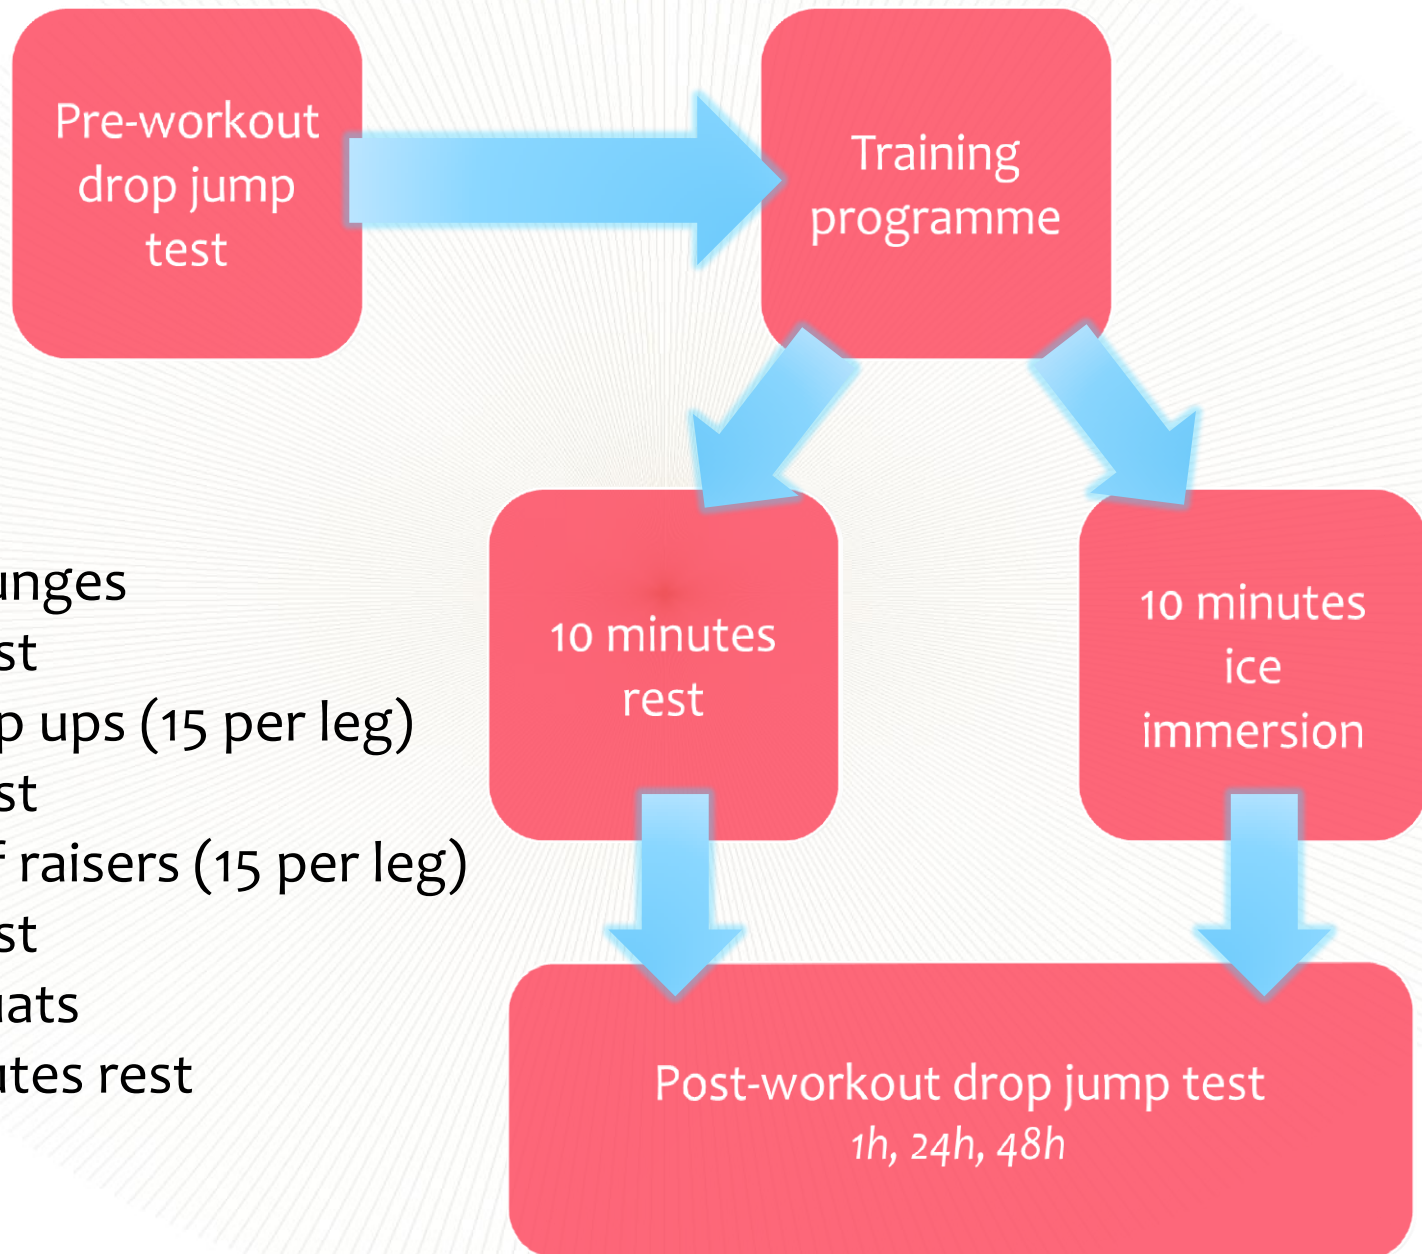 Pre-workout
drop jump
test
Training
programme
10 minutes
rest
10 minutes
ice
immersion
ups (15 per leg)
raisers (15 per leg)
rest
Post-workout drop jump test
1h, 24h, 48h